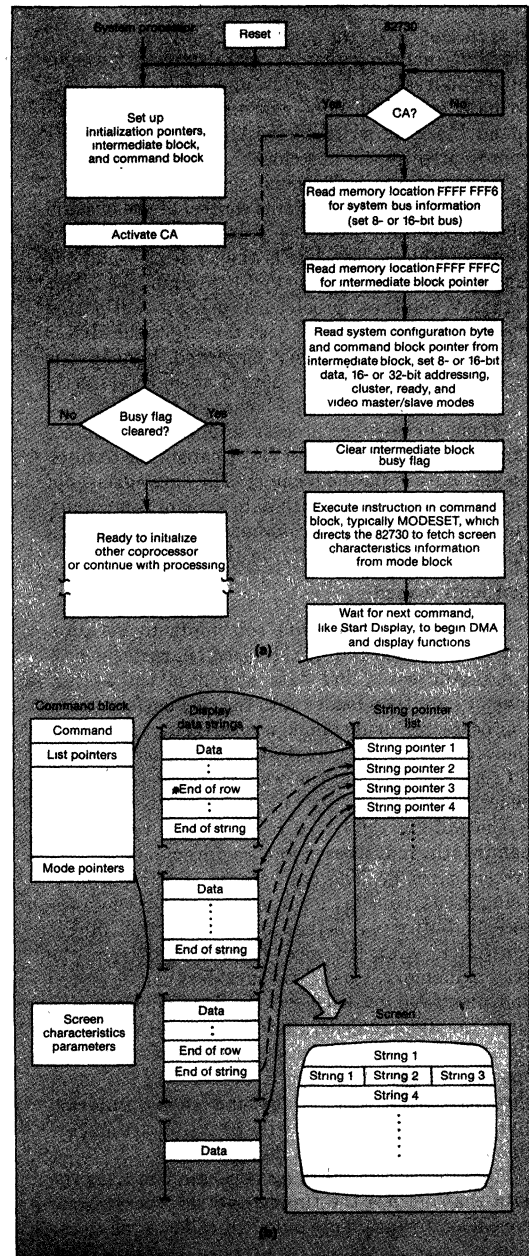 System processor
Reset
82730
Set up
initialization pointers,
intermediate block,
and command block
Activate CA
Yes
CA?
No
Read memory location FFFF FFF6
for system bus information
(set 8- or 16-bit bus)
Read memory location FFFF FFFC
for intermediate block pointer
Read system configuration byte
and command block pointer from
intermediate block, set 8- or 16-bit
data, 16- or 32-bit addressing,
cluster, ready, and
video master/slave modes
No
Busy flag
cleared?
Yes
Clear intermediate block
busy flag
Ready to initialize
other coprocessor
or continue with processing
Execute instruction in command
block, typically MODESET, which
directs the 82730 to fetch screen
characteristics information
from mode block
Wait for next command,
like Start Display, to begin DMA
and display functions
(a)
Command block
Command
List pointers
Mode pointers
Screen
characteristics
parameters
Display
data strings
Data
End of row
End of string
Data
End of string
Data
End of row
End of string
Data
String pointer
list
String pointer 1
String pointer 2
String pointer 3
String pointer 4
Screen
String 1
String 1 String 2 String 3
String 4
(b)